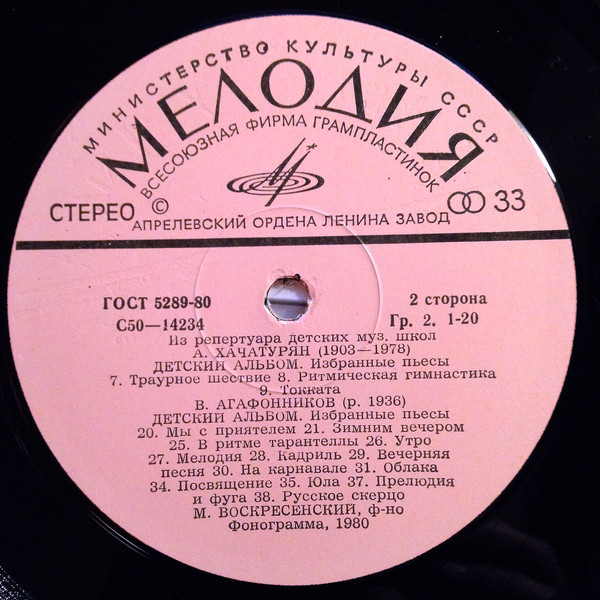 МИНИСТЕРСТВО КУЛЬТУРЫ СССР
МЕЛОДИЯ
ВСЕСОЮЗНАЯ ФИРМА ГРАМПЛАСТИНОК
СТЕРЕО © 33
АПРЕЛЕВСКИЙ ОРДЕНА ЛЕНИНА ЗАВОД
ГОСТ 5289-80 2 сторона
С50—14234 Гр. 2. 1-20
Из репертуара детских муз. школ
А. ХАЧАТУРЯН (1903—1978)
ДЕТСКИЙ АЛЬБОМ. Избранные пьесы
7. Траурное шествие 8. Ритмическая гимнастика
9. Токката
В. АГАФОННИКОВ (р. 1936)
ДЕТСКИЙ АЛЬБОМ. Избранные пьесы
20. Мы с приятелем 21. Зимним вечером
25. В ритме тарантеллы 26. Утро
27. Мелодия 28. Кадриль 29. Вечерняя
песня 30. На карнавале 31. Облака
34. Посвящение 35. Юла 37. Прелюдия
и фуга 38. Русское скерцо
М. ВОСКРЕСЕНСКИЙ, ф-но
Фонограмма, 1980